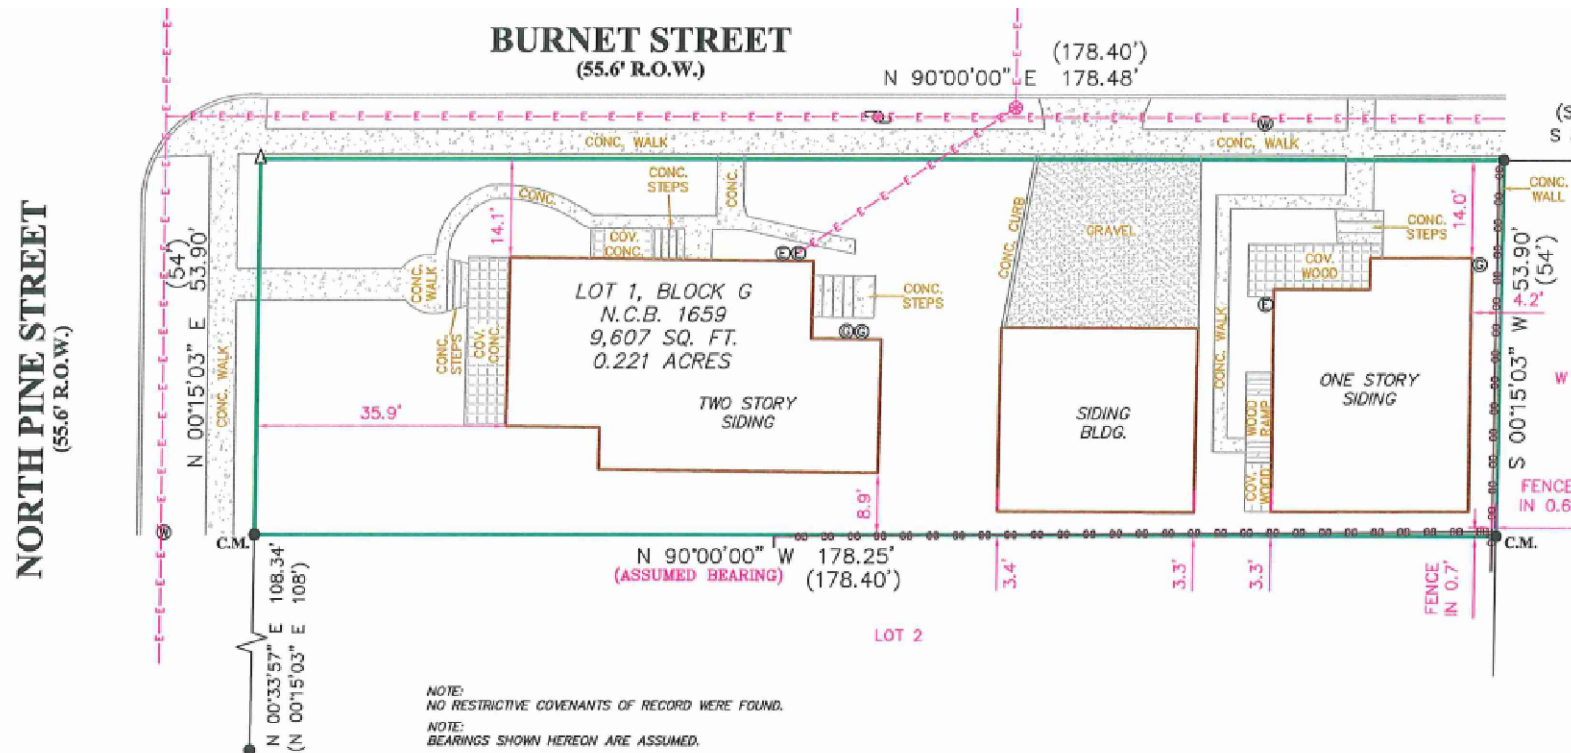 BURNET STREET
(55.6' R.O.W.)
(178.40')
N 90°00'00" E 178.48'
(S
S
CONC. WALK
CONC. WALK
W
CONC. STEPS
CONC.
CONC.
CONC.
WALL
14.1'
14.0'
COV.
CONC.
CONC. CURB
GRAVEL
CONC.
STEPS
COV.
WOOD
NORTH PINE STREET
(55.6' R.O.W.)
(54')
N 00°15'03" E 53.90'
CONC. WALK
CONC.
WALK
CONC.
STEPS
COV.
CONC.
E E
G G
CONC.
STEPS
LOT 1, BLOCK G
N.C.B. 1659
9,607 SQ. FT.
0.221 ACRES
TWO STORY
SIDING
35.9'
8.9'
SIDING
BLDG.
CONC. WALK
WOOD
RAMP
COV.
WOOD
E
ONE STORY
SIDING
G
4.2'
S 00°15'03" W 53.90'
(54')
W
FENCE
IN 0.6
W
C.M.
C.M.
N 90°00'00" W 178.25'
(ASSUMED BEARING)
(178.40')
3.4'
3.3'
3.3'
FENCE
IN 0.7'
LOT 2
N 00°33'57" E 108.34'
(N 00°15'03" E 108')
NOTE:
NO RESTRICTIVE COVENANTS OF RECORD WERE FOUND.
NOTE:
BEARINGS SHOWN HEREON ARE ASSUMED.